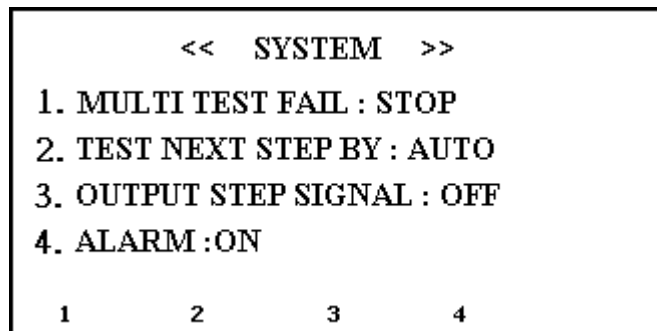 << SYSTEM >>
1. MULTI TEST FAIL : STOP
2. TEST NEXT STEP BY : AUTO
3. OUTPUT STEP SIGNAL : OFF
4. ALARM :ON
1 2 3 4